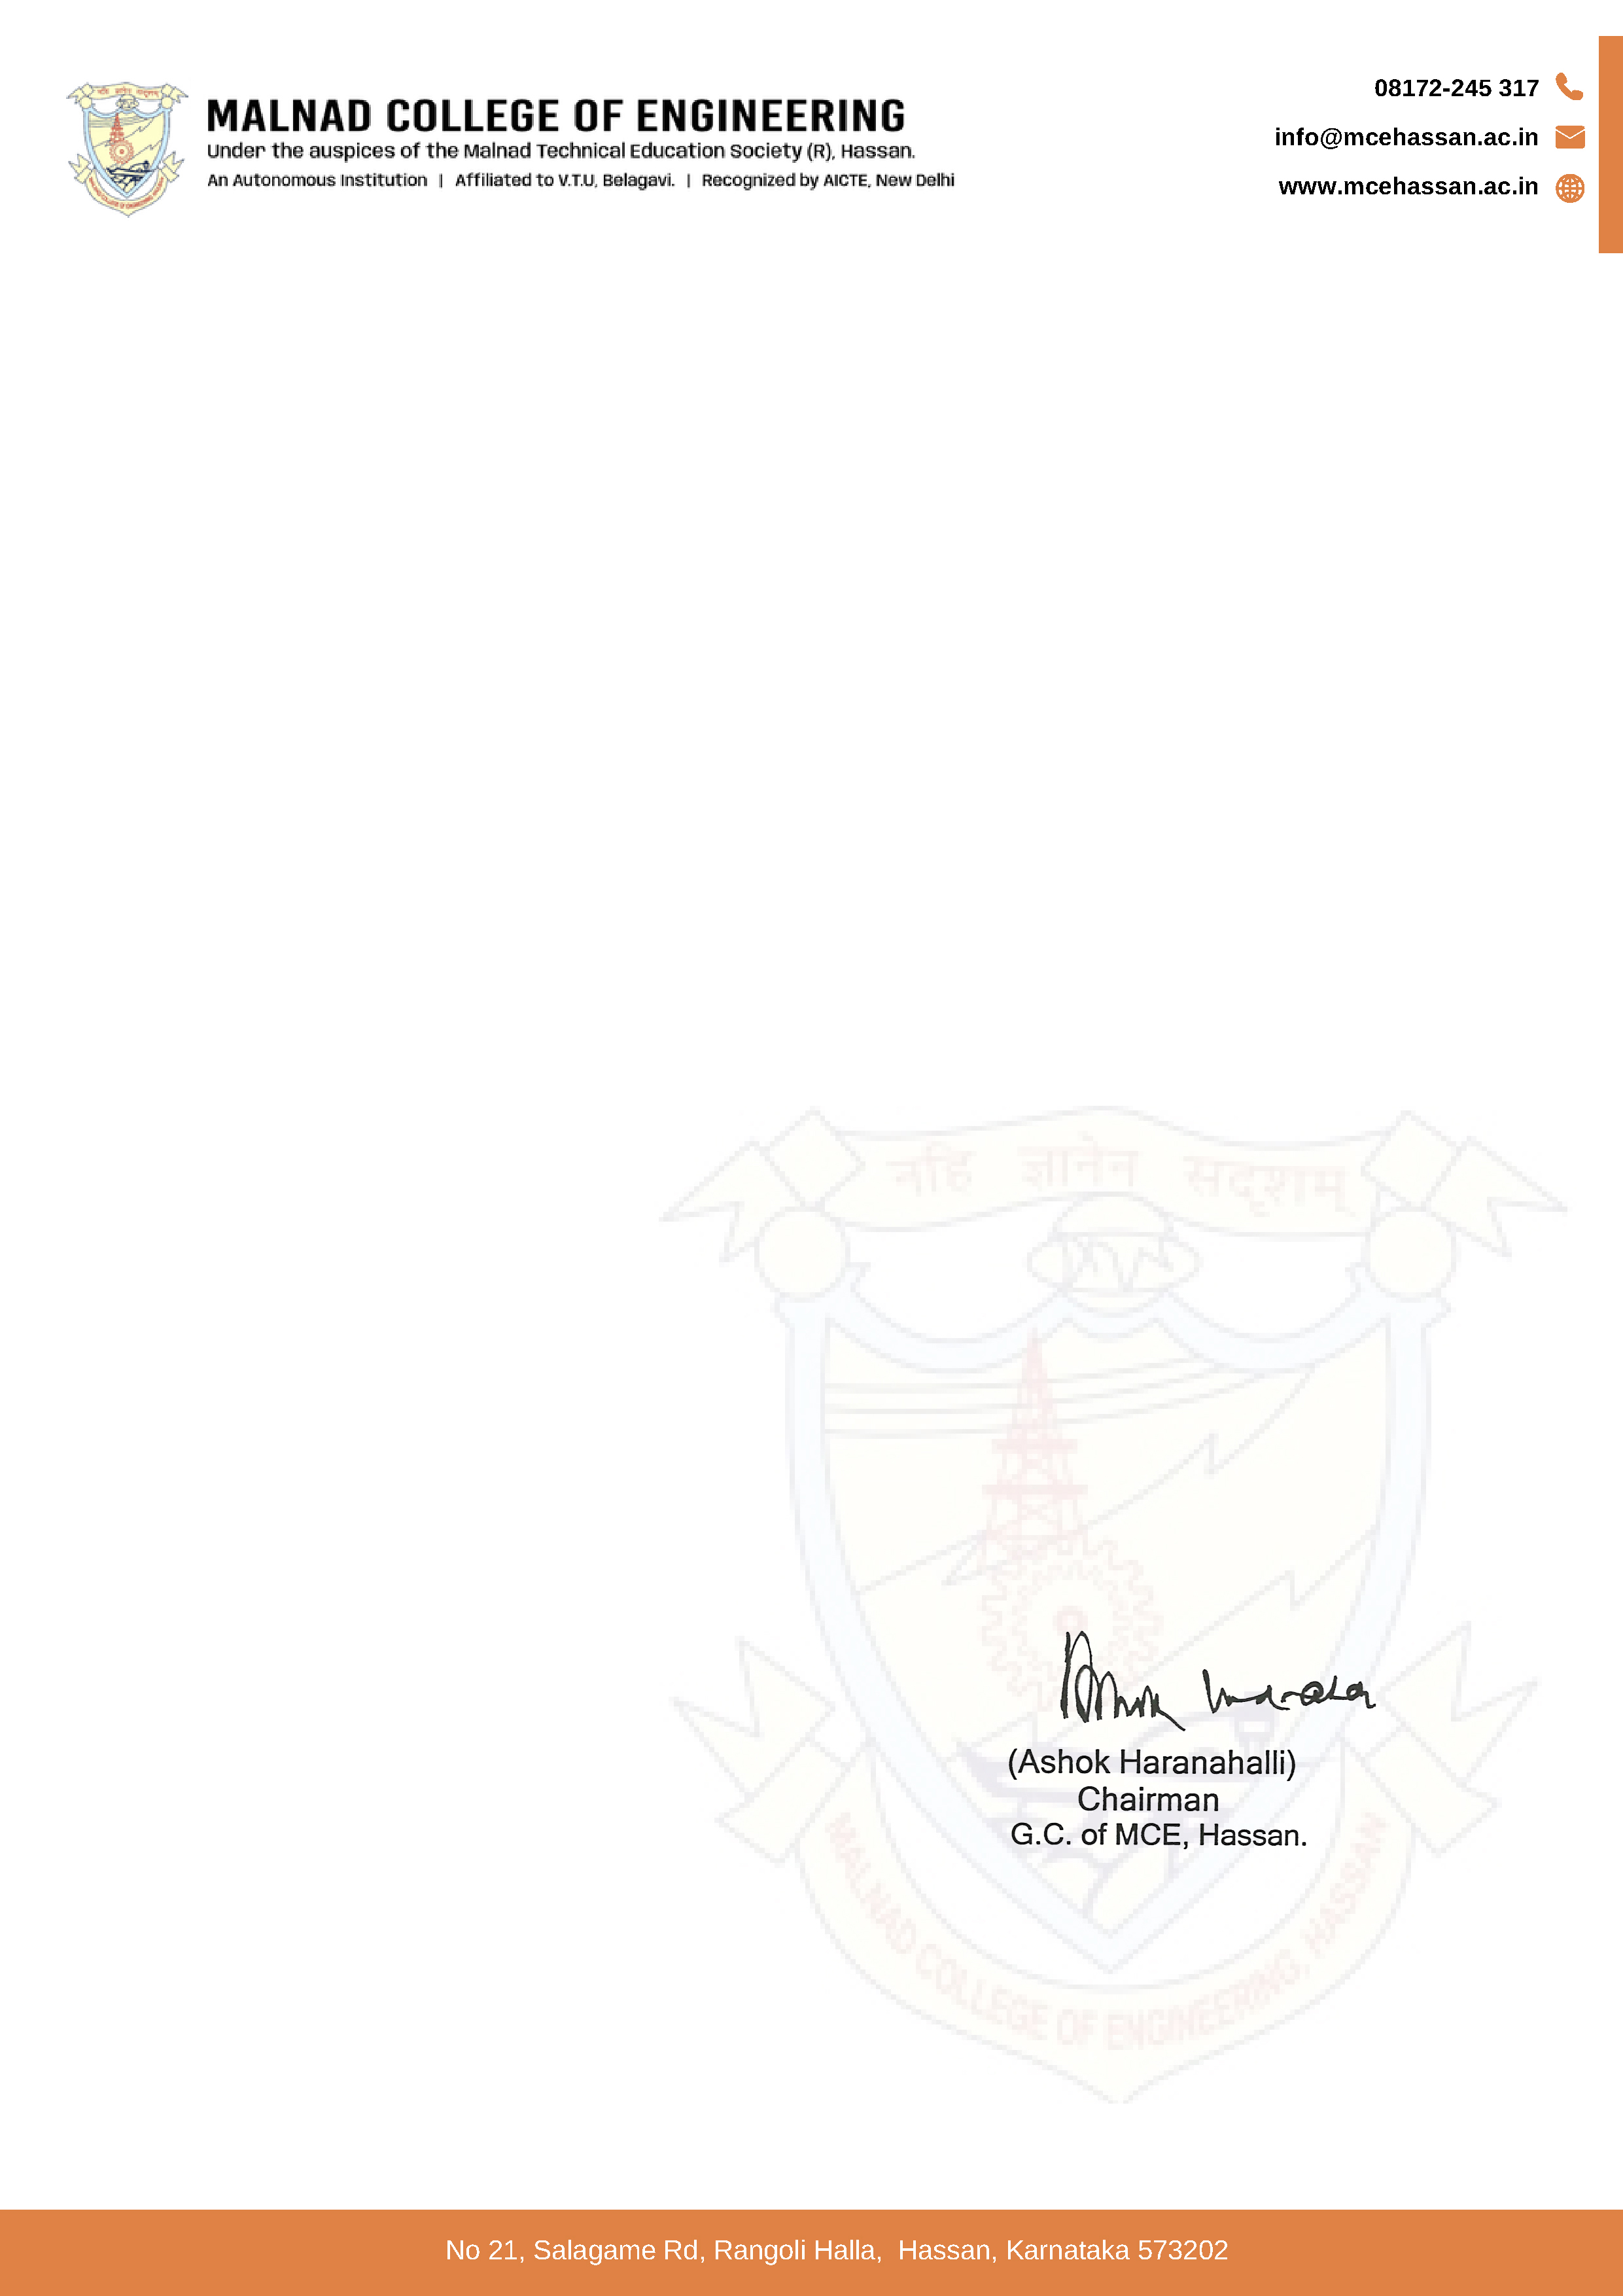 MALNAD COLLEGE OF ENGINEERING
Under the auspices of the Malnad Technical Education Society (R), Hassan.
An Autonomous Institution | Affiliated to V.T.U, Belagavi. | Recognized by AICTE, New Delhi
08172-245 317
info@mcehassan.ac.in
www.mcehassan.ac.in
नहि ज्ञानेन सदृशम्
(Ashok Haranahalli)
Chairman
G.C. of MCE, Hassan.
MALNAD COLLEGE OF ENGINEERING, HASSAN
No 21, Salagame Rd, Rangoli Halla, Hassan, Karnataka 573202